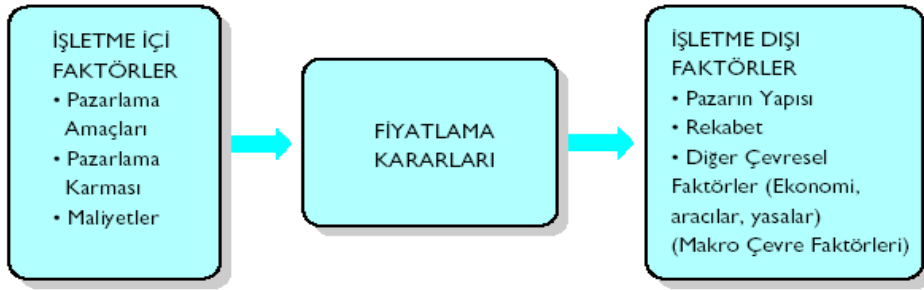 İŞLETME İÇİ
FAKTÖRLER
• Pazarlama
Amaçları
• Pazarlama
Karması
• Maliyetler
FİYATLAMA
KARARLARI
İŞLETME DIŞI
FAKTÖRLER
• Pazarın Yapısı
• Rekabet
• Diğer Çevresel
Faktörler (Ekonomi,
aracılar, yasalar)
(Makro Çevre Faktörleri)